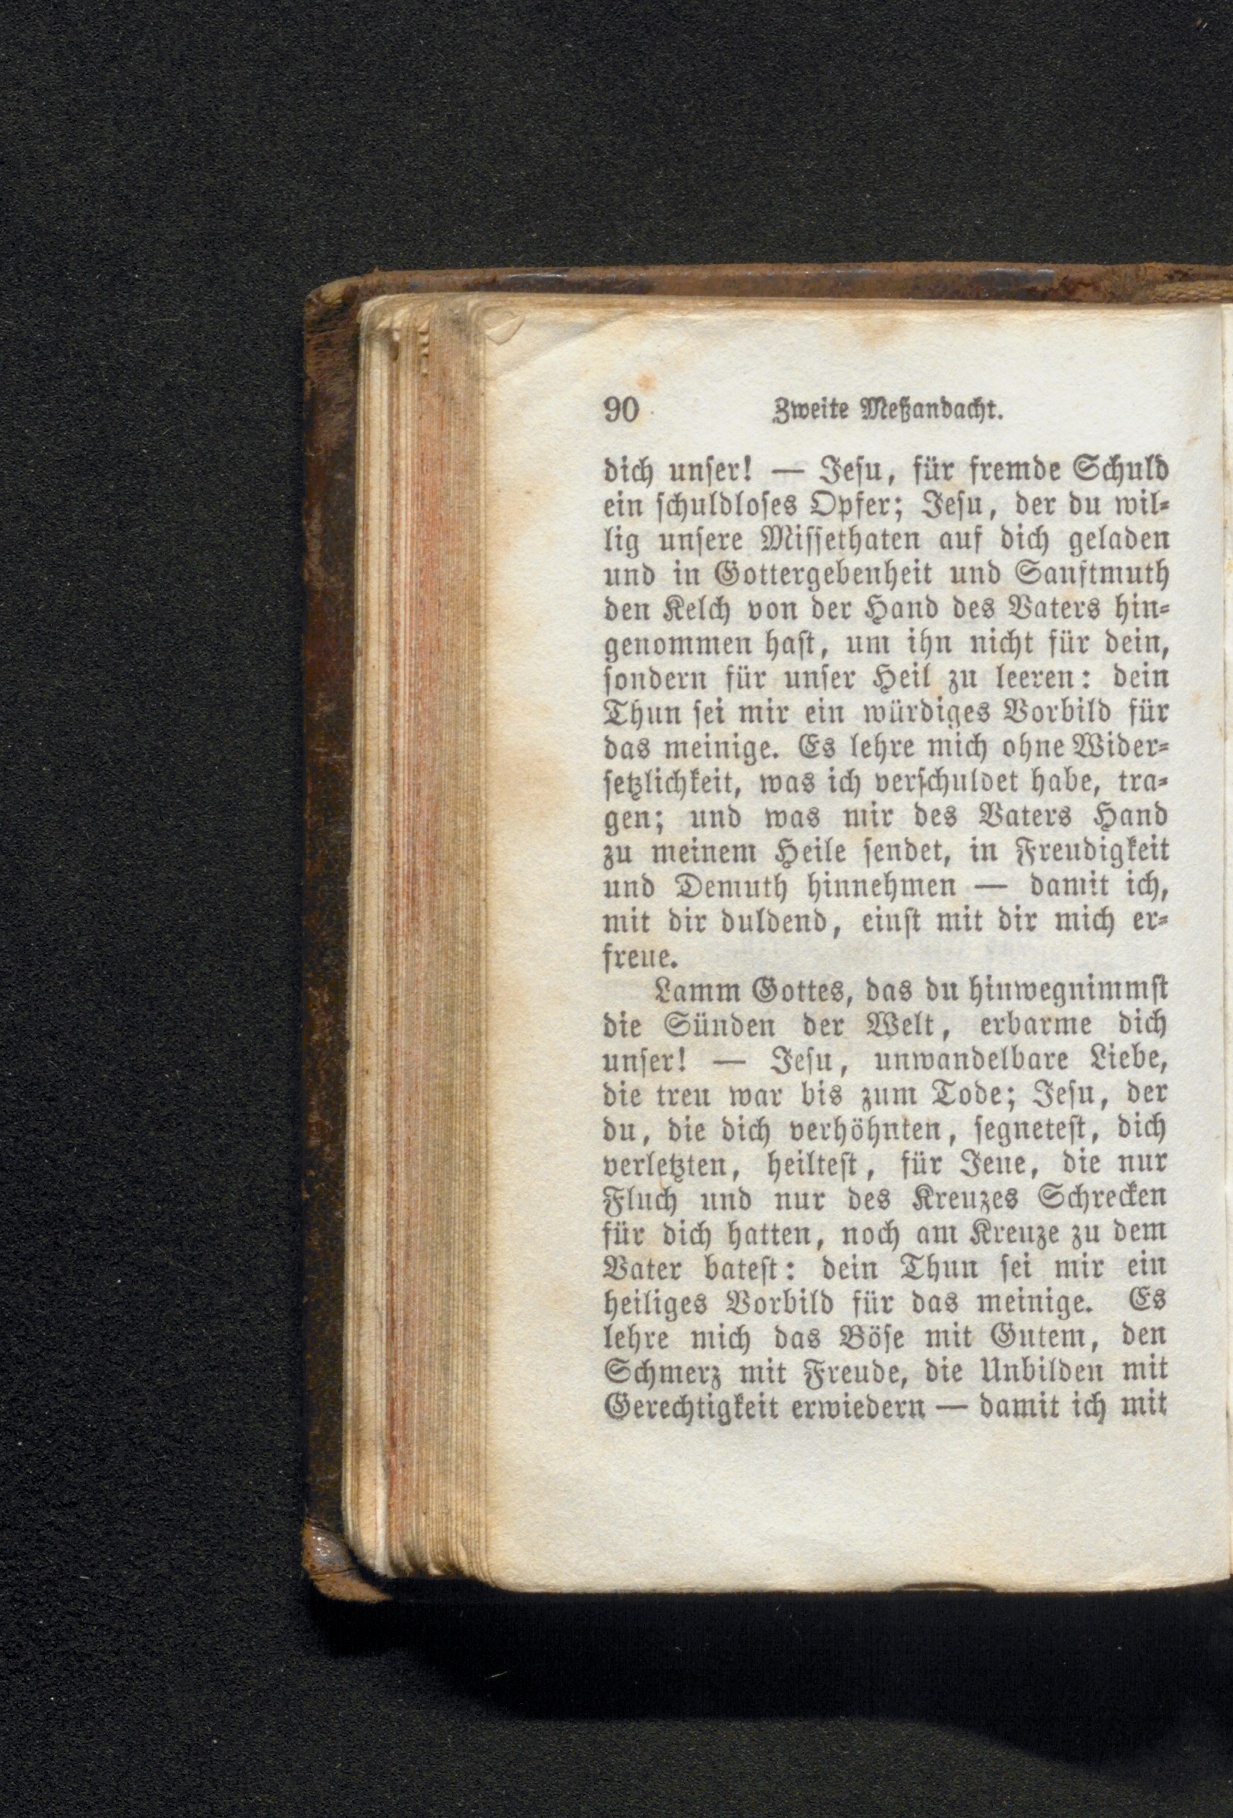 90 Zweite Meßandacht.
dich unser! — Jesu, für fremde Schuld
ein schuldloses Opfer; Jesu, der du wil-
lig unsere Missethaten auf dich geladen
und in Gottergebenheit und Sanftmuth
den Kelch von der Hand des Vaters hin-
genommen hast, um ihn nicht für dein,
sondern für unser Heil zu leeren: dein
Thun sei mir ein würdiges Vorbild für
das meinige. Es lehre mich ohne Wider-
setzlichkeit, was ich verschuldet habe, tra-
gen; und was mir des Vaters Hand
zu meinem Heile sendet, in Freudigkeit
und Demuth hinnehmen — damit ich,
mit dir duldend, einst mit dir mich er-
freue.
Lamm Gottes, das du hinwegnimmst
die Sünden der Welt, erbarme dich
unser! — Jesu, unwandelbare Liebe,
die treu war bis zum Tode; Jesu, der
du, die dich verhöhnten, segnetest, dich
verletzten, heiltest, für Jene, die nur
Fluch und nur des Kreuzes Schrecken
für dich hatten, noch am Kreuze zu dem
Vater batest: dein Thun sei mir ein
heiliges Vorbild für das meinige. Es
lehre mich das Böse mit Gutem, den
Schmerz mit Freude, die Unbilden mit
Gerechtigkeit erwiedern — damit ich mit